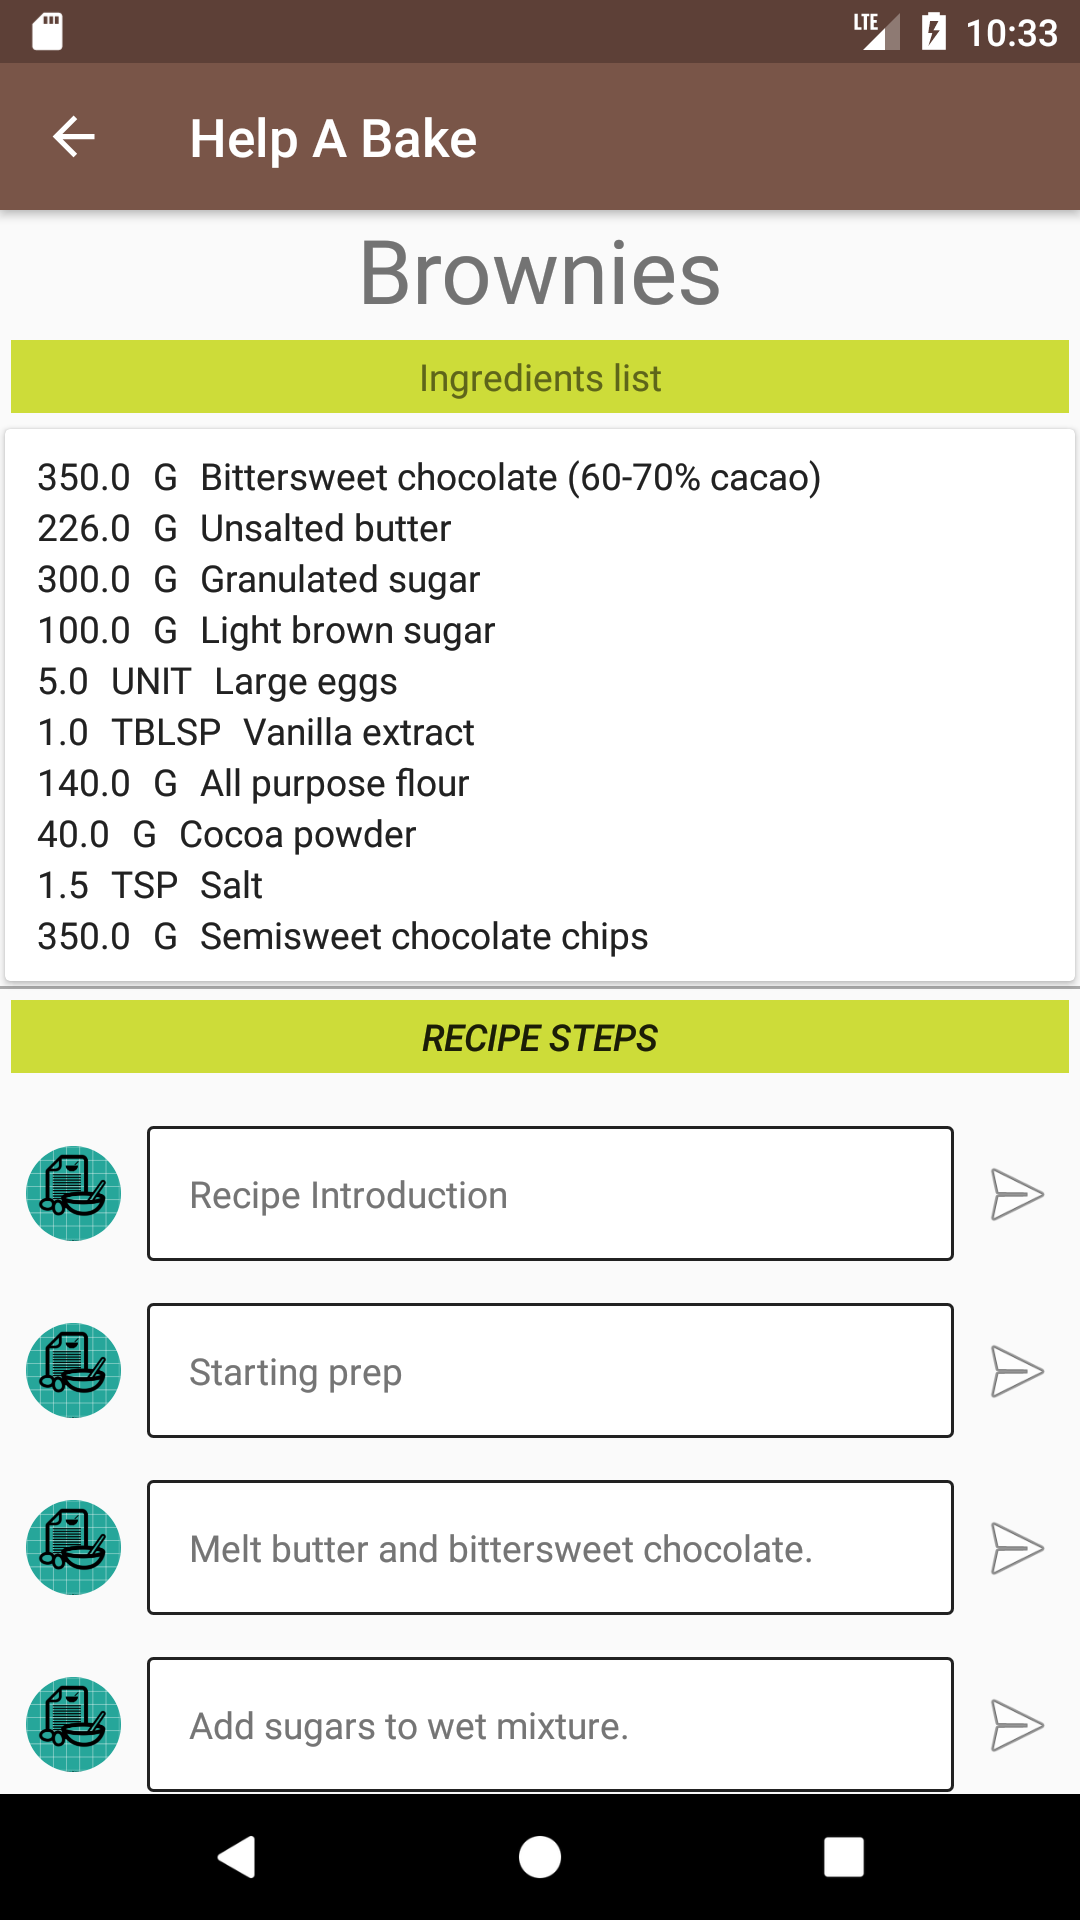 LTE 10:33
Help A Bake
Brownies
Ingredients list
350.0 G Bittersweet chocolate (60-70% cacao)
226.0 G Unsalted butter
300.0 G Granulated sugar
100.0 G Light brown sugar
5.0 UNIT Large eggs
1.0 TBLSP Vanilla extract
140.0 G All purpose flour
40.0 G Cocoa powder
1.5 TSP Salt
350.0 G Semisweet chocolate chips
RECIPE STEPS
Recipe Introduction
Starting prep
Melt butter and bittersweet chocolate.
Add sugars to wet mixture.